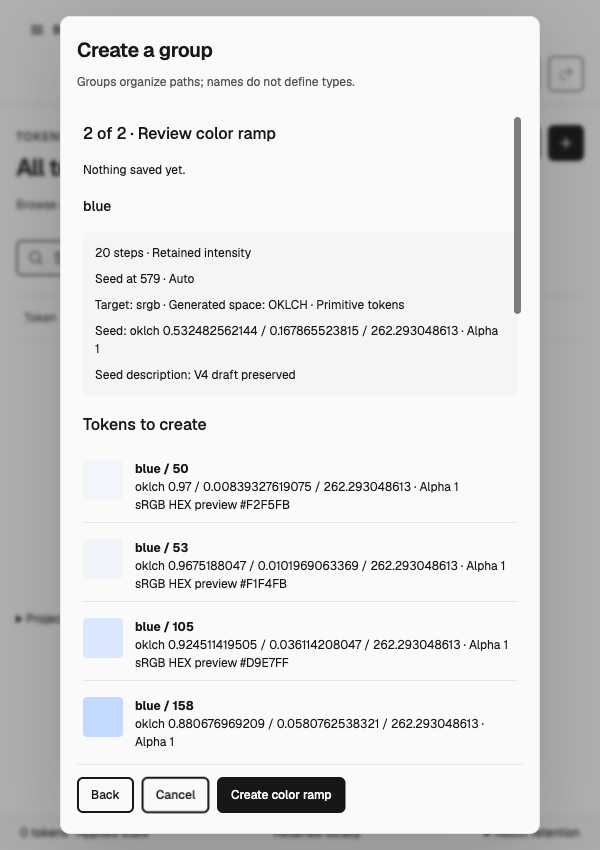 Create a group
Groups organize paths; names do not define types.
2 of 2 · Review color ramp
Nothing saved yet.
blue
20 steps · Retained intensity
Seed at 579 · Auto
Target: srgb · Generated space: OKLCH · Primitive tokens
Seed: oklch 0.532482562144 / 0.167865523815 / 262.293048613 · Alpha
1
Seed description: V4 draft preserved
Tokens to create
blue / 50
oklch 0.97 / 0.00839327619075 / 262.293048613 · Alpha 1
sRGB HEX preview #F2F5FB
blue / 53
oklch 0.9675188047 / 0.0101969063369 / 262.293048613 · Alpha 1
sRGB HEX preview #F1F4FB
blue / 105
oklch 0.924511419505 / 0.036114208047 / 262.293048613 · Alpha 1
sRGB HEX preview #D9E7FF
blue / 158
oklch 0.880676969209 / 0.0580762538321 / 262.293048613 ·
Alpha 1
Back
Cancel
Create color ramp
Token
0 token